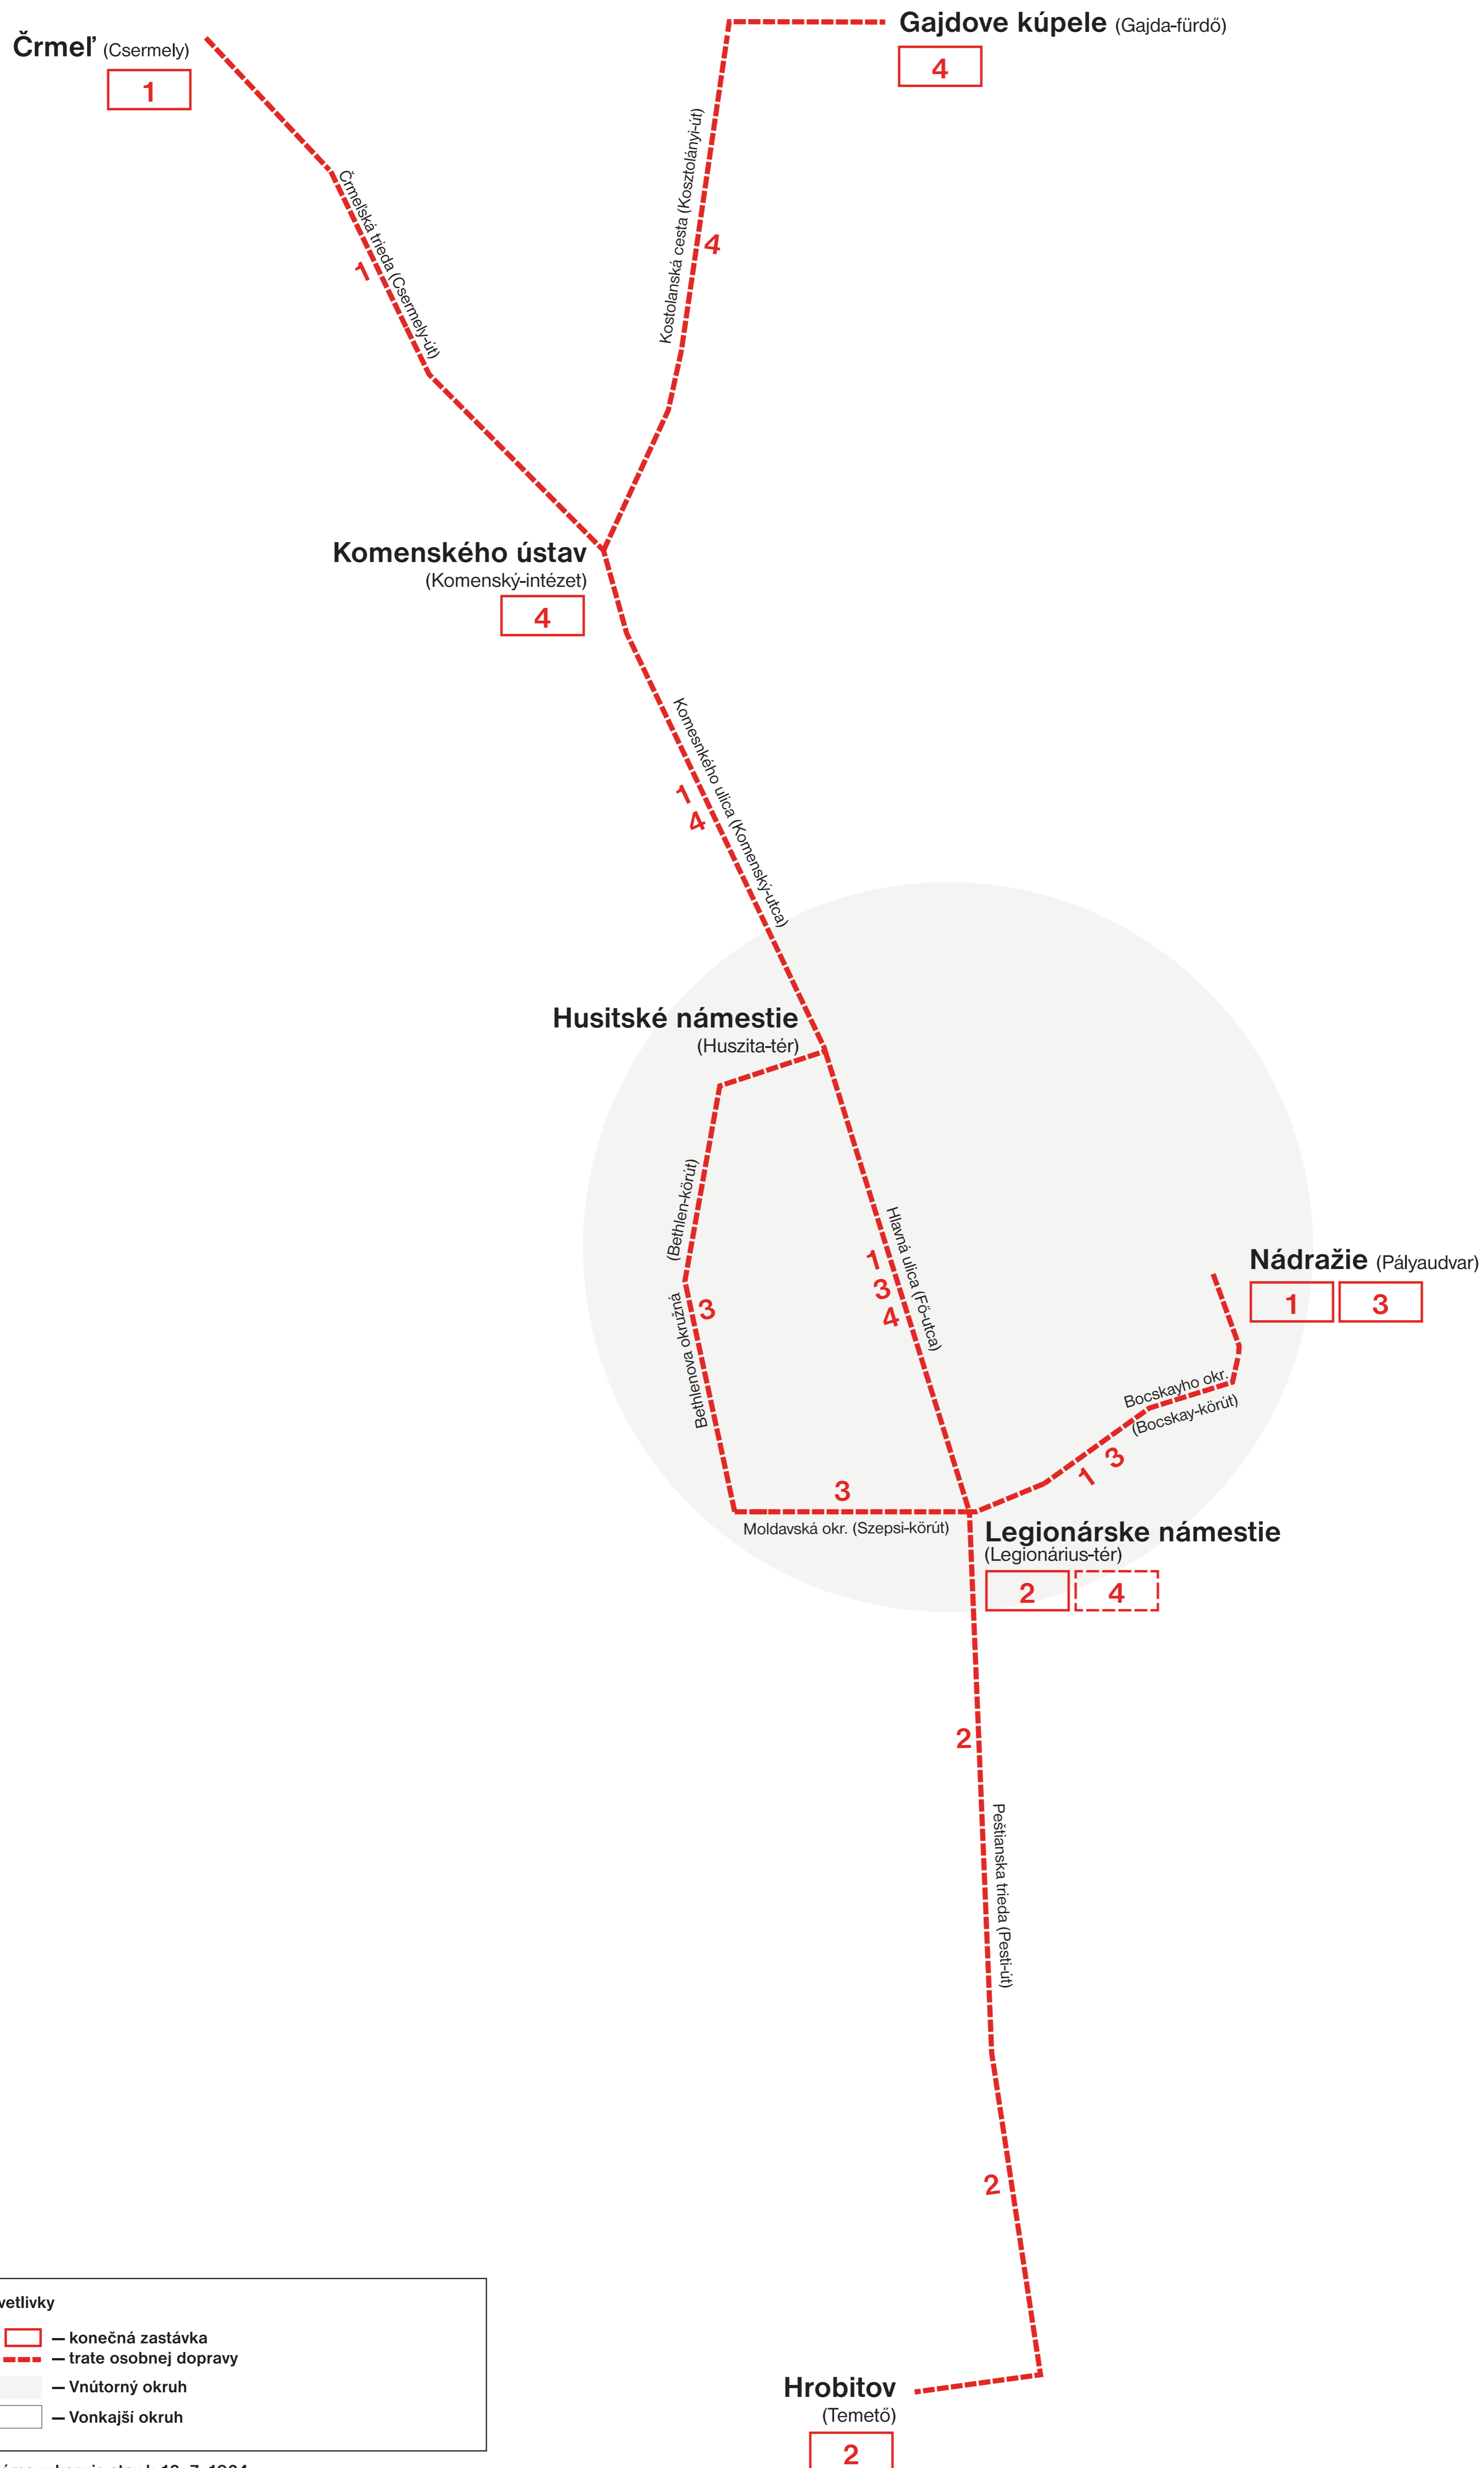 Gajdove kúpele (Gajda-fürdő)
4
Črmeľ (Csermely)
1
Kostolanská cesta (Kosztolányi-út)
4
Črmeľská trieda (Csermely-út)
1
Komenského ústav
(Komenský-intézet)
4
Komesnkého ulica (Komenský-utca)
1
4
Husitské námestie
(Huszita-tér)
(Bethlen-körút)
Bethlenova okružná
3
Hlavná ulica (Fő-utca)
1
3
4
Nádražie (Pályaudvar)
1 3
Bocskayho okr.
(Bocskay-körút)
1 3
3
Moldavská okr. (Szepsi-körút)
Legionárske námestie
(Legionárius-tér)
2 4
2
Peštianska trieda (Pesti-út)
2
Hrobitov
(Temető)
2
vetlivky
— konečná zastávka
— trate osobnej dopravy
— Vnútorný okruh
— Vonkajší okruh